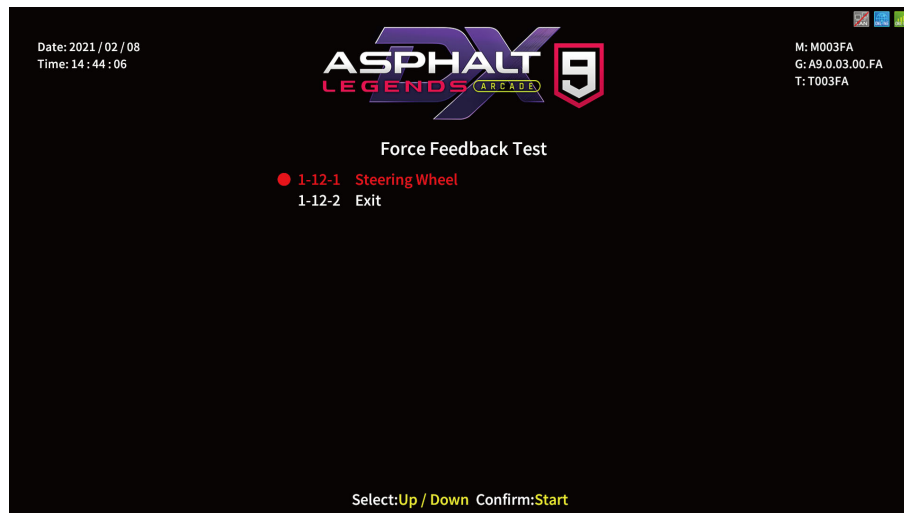 Date: 2021 / 02 / 08
Time: 14 : 44 : 06
ASPHALT 9
LEGENDS ARCADE DX
M: M003FA
G: A9.0.03.00.FA
T: T003FA
Force Feedback Test
1-12-1 Steering Wheel
1-12-2 Exit
Select:Up / Down Confirm:Start